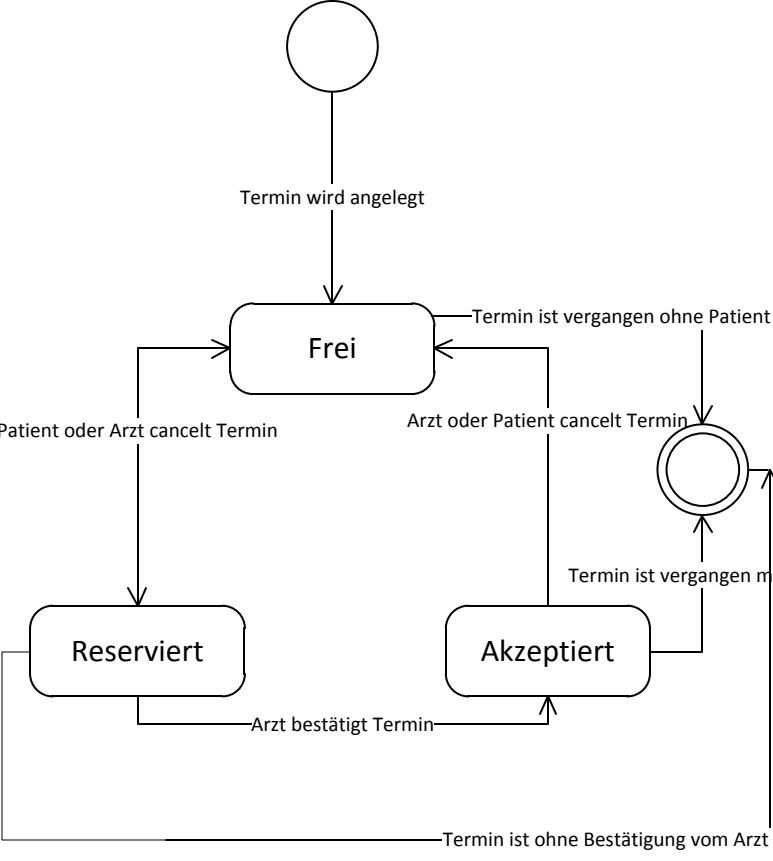 Termin wird angelegt
Termin ist vergangen ohne Patient
Frei
Arzt oder Patient cancelt Termin
Patient oder Arzt cancelt Termin
Termin ist vergangen
Reserviert
Akzeptiert
Arzt bestätigt Termin
Termin ist ohne Bestätigung vom Arzt